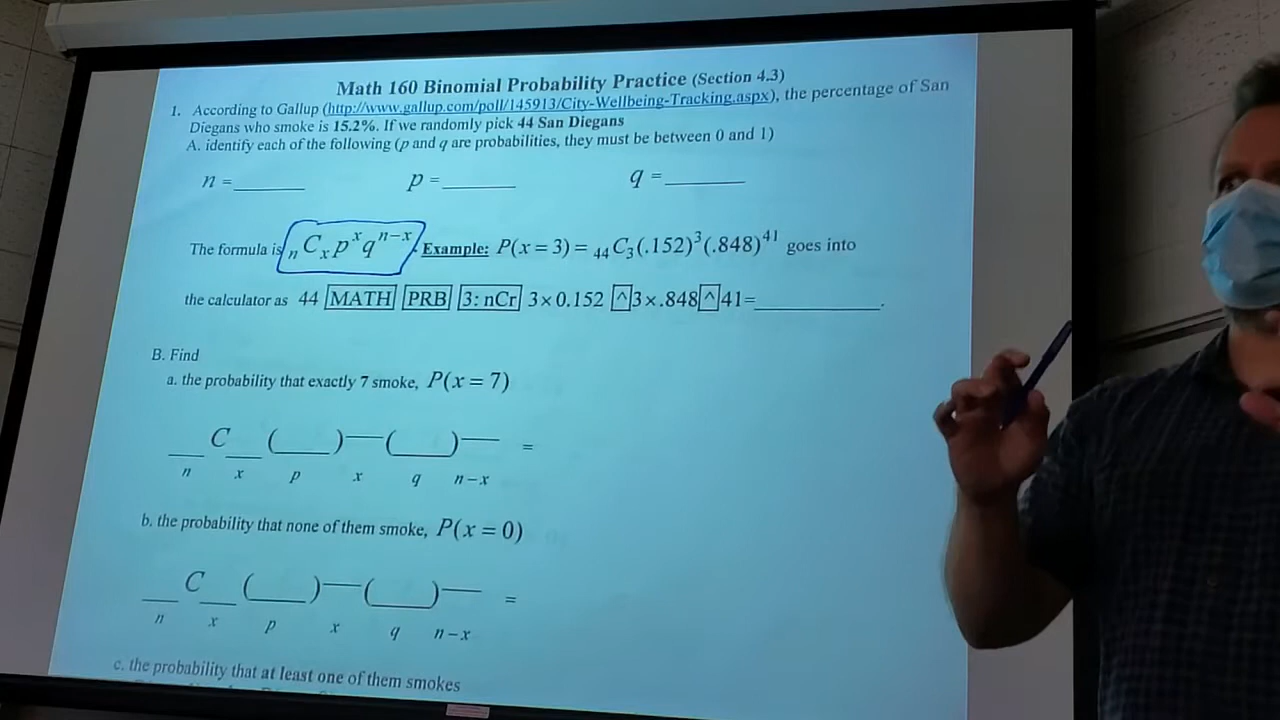 Math 160 Binomial Probability Practice (Section 4.3)
1. According to Gallup (http://www.gallup.com/poll/145913/City-Wellbeing-Tracking.aspx), the percentage of San
Diegans who smoke is 15.2%. If we randomly pick 44 San Diegans
A. identify each of the following (p and q are probabilities, they must be between 0 and 1)
n =______ p =______ q =______
The formula is nCx p^x q^(n−x). Example: P(x = 3) = 44C3(.152)^3(.848)^41 goes into
the calculator as 44 MATH PRB 3: nCr 3×0.152 ^ 3×.848 ^ 41=____________.
B. Find
a. the probability that exactly 7 smoke, P(x = 7)
___ C ___ (____)—(____)— =
n x p x q n−x
b. the probability that none of them smoke, P(x = 0)
___ C ___ (____)—(____)— =
n x p x q n−x
c. the probability that at least one of them smokes